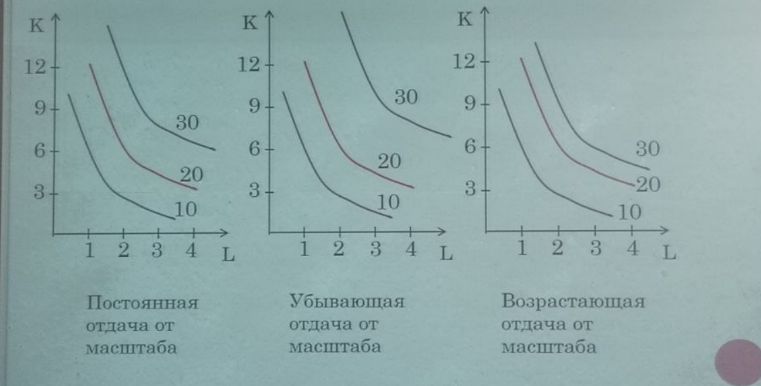 K
12
9
6
3
30
20
10
1 2 3 4 L
Постоянная
отдача от
масштаба
K
12
9
6
3
30
20
10
1 2 3 4 L
Убывающая
отдача от
масштаба
K
12
9
6
3
30
20
10
1 2 3 4 L
Возрастающая
отдача от
масштаба